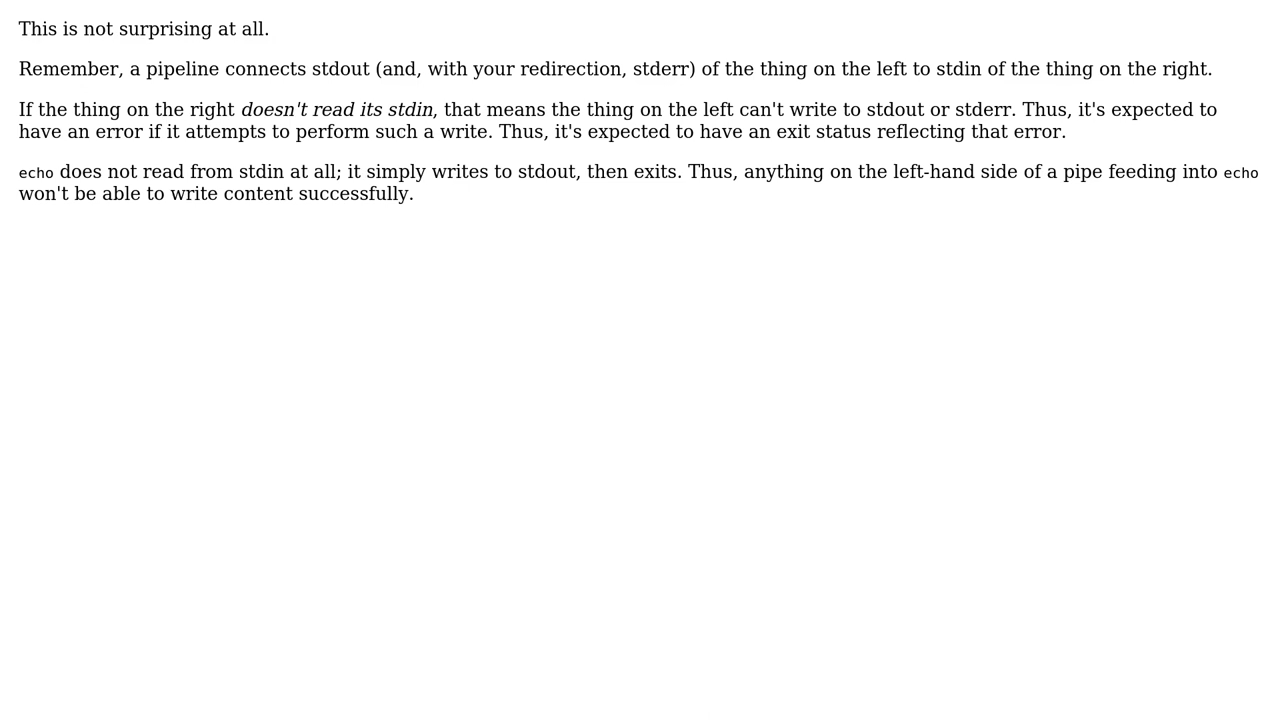 This is not surprising at all.
Remember, a pipeline connects stdout (and, with your redirection, stderr) of the thing on the left to stdin of the thing on the right.
If the thing on the right doesn't read its stdin, that means the thing on the left can't write to stdout or stderr. Thus, it's expected to
have an error if it attempts to perform such a write. Thus, it's expected to have an exit status reflecting that error.
echo does not read from stdin at all; it simply writes to stdout, then exits. Thus, anything on the left-hand side of a pipe feeding into echo
won't be able to write content successfully.